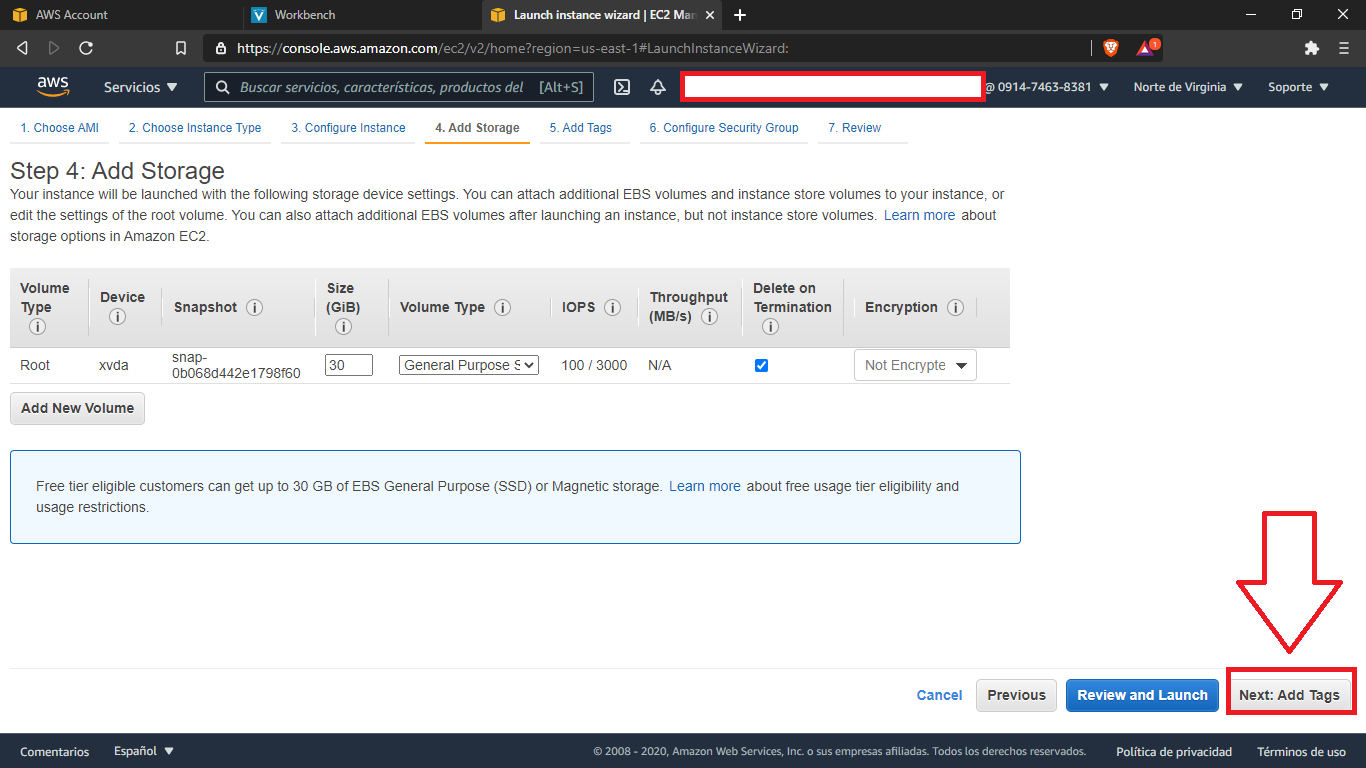 AWS Account
Workbench
Launch instance wizard | EC2 Man
https://console.aws.amazon.com/ec2/v2/home?region=us-east-1#LaunchInstanceWizard:
1
aws
Servicios
Buscar servicios, características, productos del [Alt+S]
@ 0914-7463-8381
Norte de Virginia
Soporte
1. Choose AMI
2. Choose Instance Type
3. Configure Instance
4. Add Storage
5. Add Tags
6. Configure Security Group
7. Review
Step 4: Add Storage
Your instance will be launched with the following storage device settings. You can attach additional EBS volumes and instance store volumes to your instance, or
edit the settings of the root volume. You can also attach additional EBS volumes after launching an instance, but not instance store volumes. Learn more about
storage options in Amazon EC2.
Volume
Type
Device
Snapshot
Size
(GiB)
Volume Type
IOPS
Throughput
(MB/s)
Delete on
Termination
Encryption
Root
xvda
snap-
0b068d442e1798f60
30
General Purpose S
100 / 3000
N/A
Not Encrypte
Add New Volume
Free tier eligible customers can get up to 30 GB of EBS General Purpose (SSD) or Magnetic storage. Learn more about free usage tier eligibility and
usage restrictions.
Cancel
Previous
Review and Launch
Next: Add Tags
Comentarios
Español
© 2008 - 2020, Amazon Web Services, Inc. o sus empresas afiliadas. Todos los derechos reservados.
Política de privacidad
Términos de uso